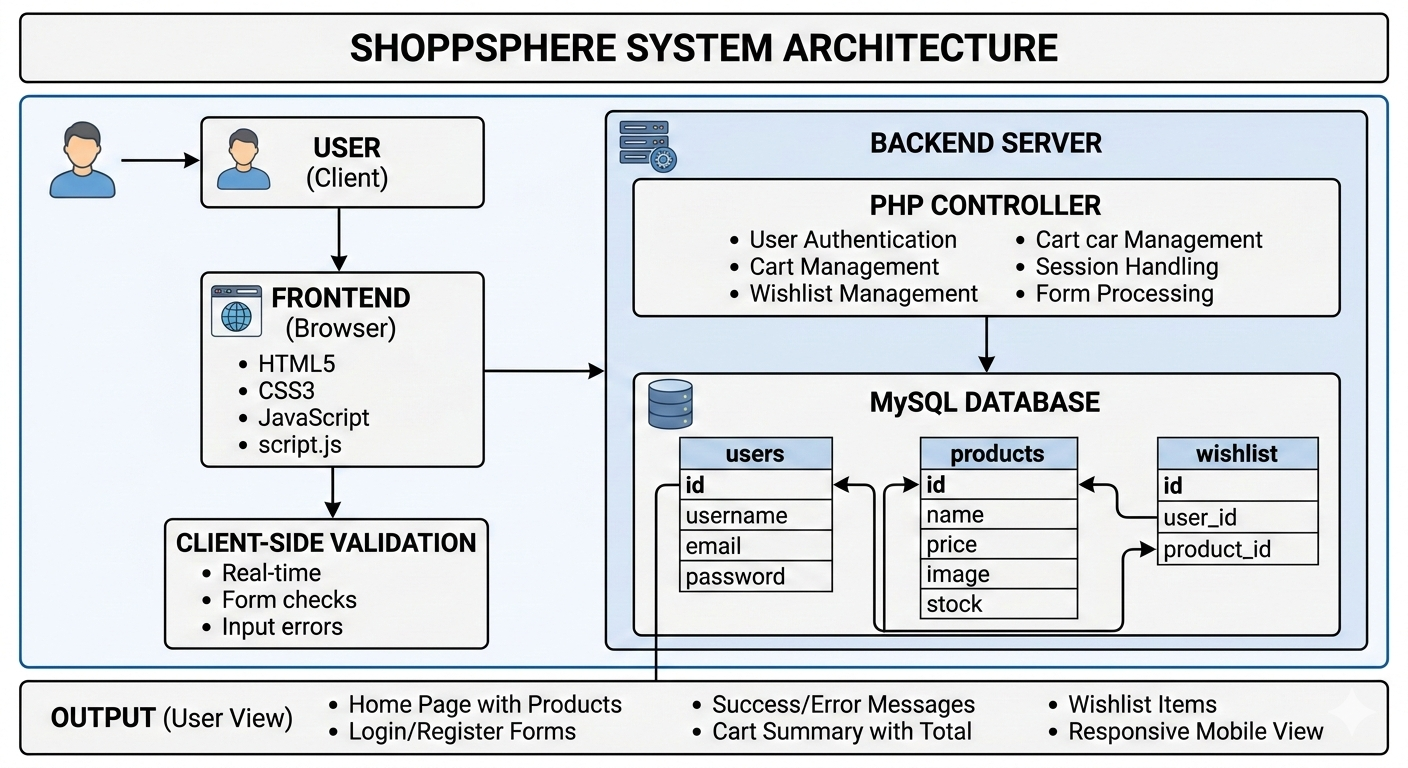 SHOPPSPHERE SYSTEM ARCHITECTURE
USER
(Client)
FRONTEND
(Browser)
• HTML5
• CSS3
• JavaScript
• script.js
CLIENT-SIDE VALIDATION
• Real-time
• Form checks
• Input errors
BACKEND SERVER
PHP CONTROLLER
• User Authentication
• Cart Management
• Wishlist Management
• Cart car Management
• Session Handling
• Form Processing
MySQL DATABASE
users
id
username
email
password
products
id
name
price
image
stock
wishlist
id
user_id
product_id
OUTPUT (User View)
• Home Page with Products
• Login/Register Forms
• Success/Error Messages
• Cart Summary with Total
• Wishlist Items
• Responsive Mobile View